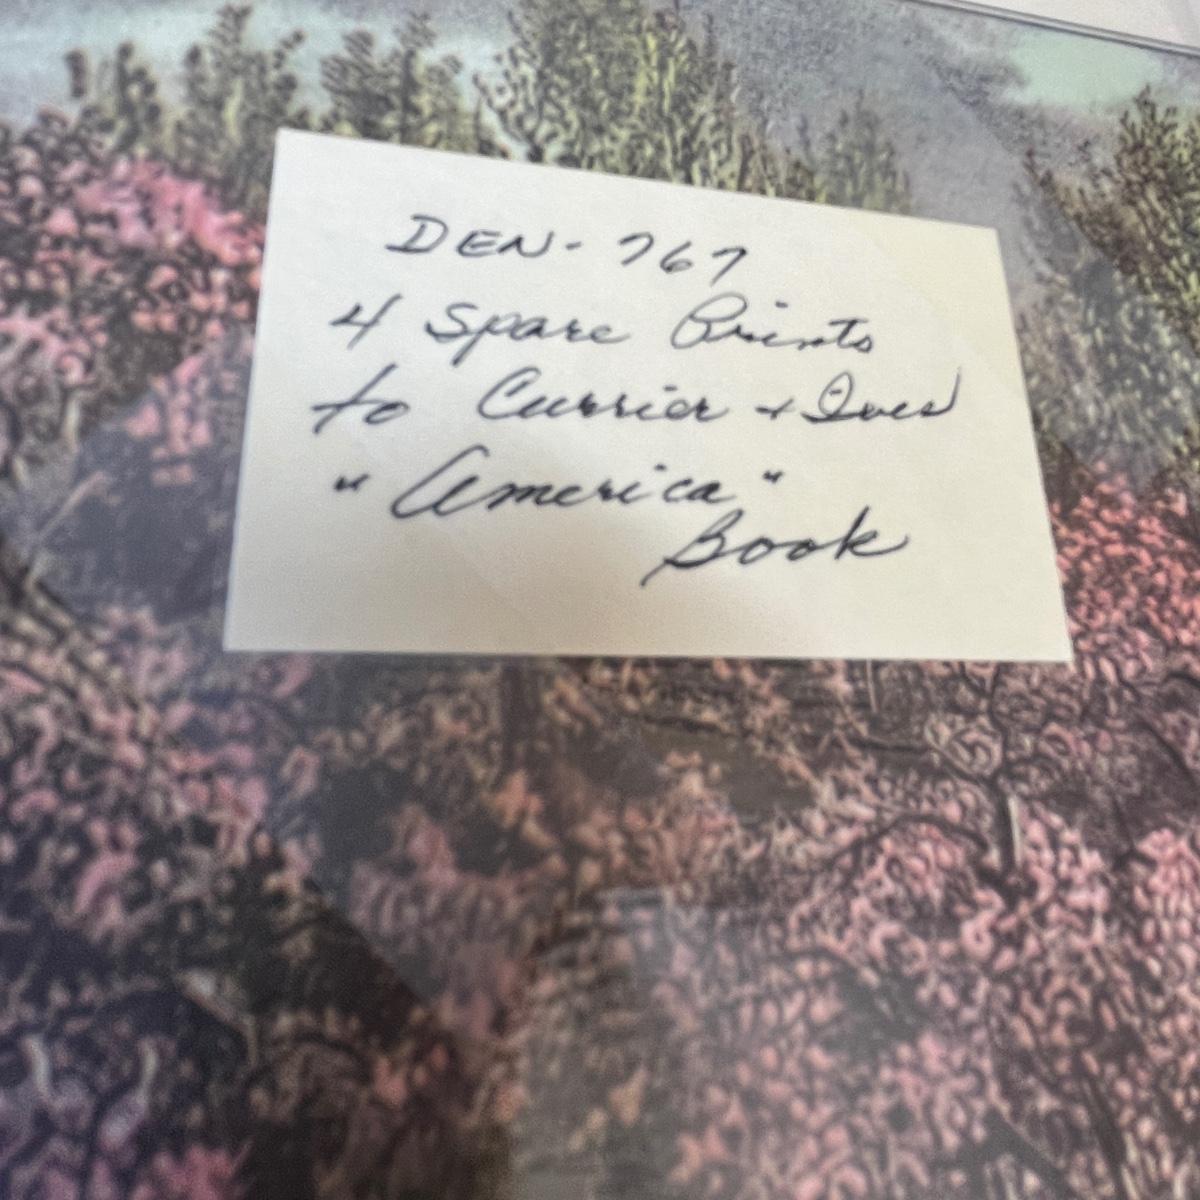 DEN- 767
4 Spare Prints
to Currier + Ives
"America"
Book